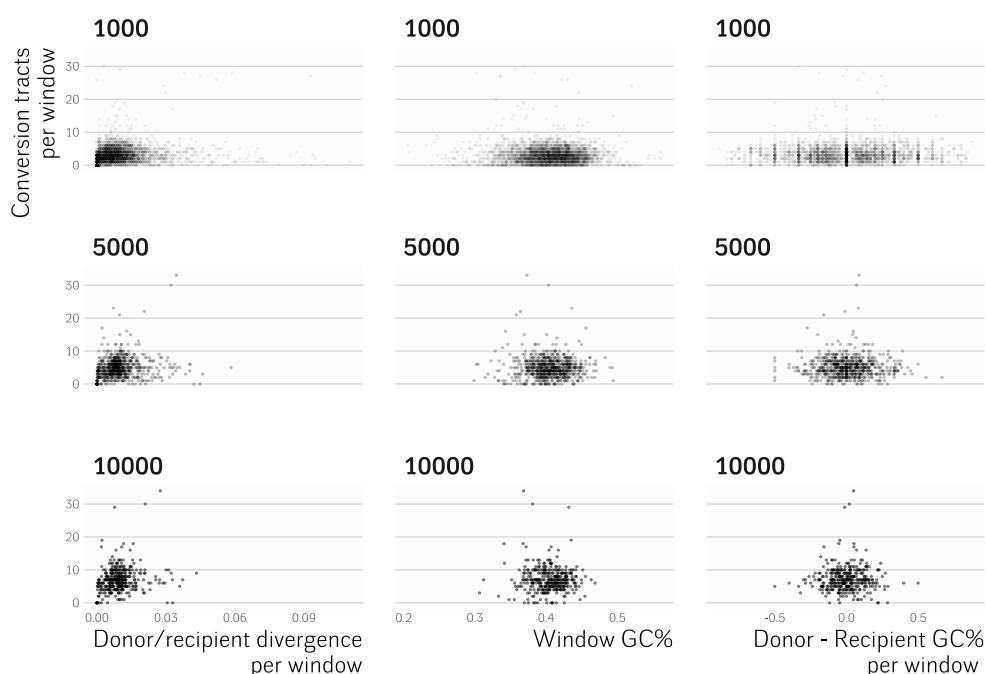 1000
1000
1000
Conversion tracts
per window
30
20
10
0
5000
5000
5000
30
20
10
0
10000
10000
10000
30
20
10
0
0.00 0.03 0.06 0.09
0.2 0.3 0.4 0.5
-0.5 0.0 0.5
Donor/recipient divergence
per window
Window GC%
Donor - Recipient GC%
per window